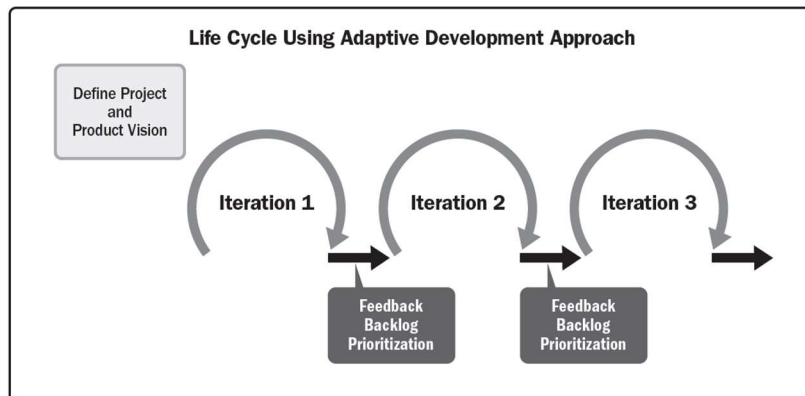 Life Cycle Using Adaptive Development Approach
Define Project
and
Product Vision
Iteration 1
Iteration 2
Iteration 3
Feedback
Backlog
Prioritization
Feedback
Backlog
Prioritization